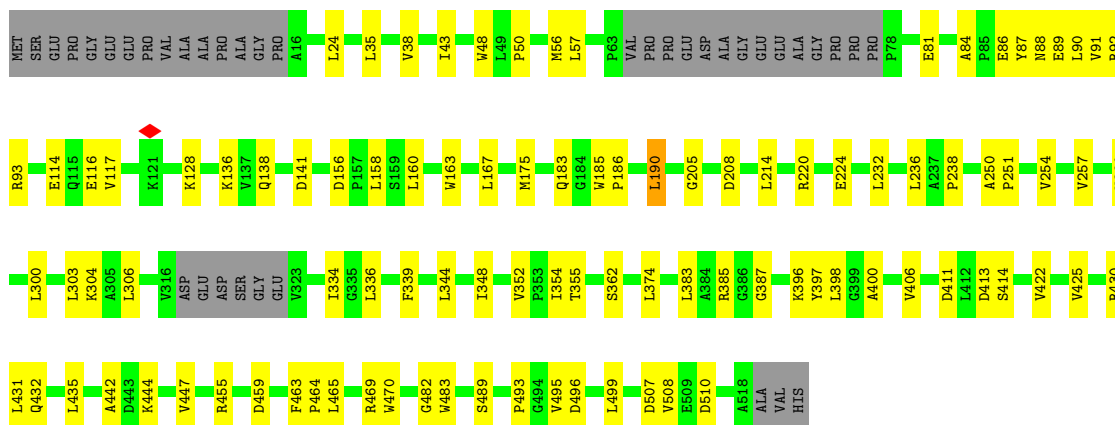 MET SER GLU PRO GLY GLU GLU PRO VAL ALA ALA PRO ALA GLY PRO A16 L24 L35 V38 I43 W48 L49 P50 M56 L57 P63 VAL PRO PRO GLU ASP ALA GLY GLU GLU ALA GLY PRO PRO PRO P78 E81 A84 P85 E86 Y87 N88 E89 L90 V91
R93 E114 Q115 E116 V117 K121 K128 K136 V137 Q138 D141 D156 P157 L158 S159 L160 W163 L167 M175 Q183 G184 W185 P186 L190 G205 D208 L214 R220 E224 L232 L236 A237 P238 A250 P251 V254 V257
L300 L303 K304 A305 L306 V316 ASP GLU ASP SER GLY GLU V323 I334 G335 L336 F339 L344 I348 V352 P353 I354 T355 S362 L374 L383 A384 R385 G386 G387 K396 Y397 L398 G399 A400 V406 D411 L412 D413 S414 V422 V425
L431 Q432 L435 A442 D443 K444 V447 R455 D459 F463 P464 L465 R469 W470 G482 W483 S489 P493 G494 V495 D496 L499 D507 V508 E509 D510 A518 ALA VAL HIS